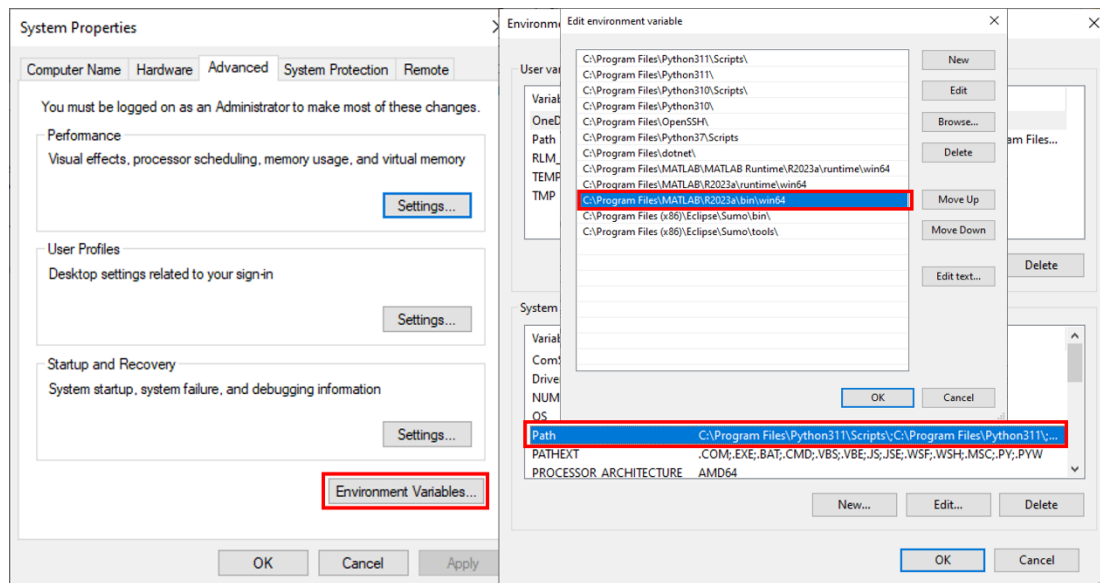 System Properties
Computer Name Hardware Advanced System Protection Remote
You must be logged on as an Administrator to make most of these changes.
Performance
Visual effects, processor scheduling, memory usage, and virtual memory
Settings...
User Profiles
Desktop settings related to your sign-in
Settings...
Startup and Recovery
System startup, system failure, and debugging information
Settings...
Environment Variables...
OK Cancel Apply
Environm
Edit environment variable
User var
Variab
OneD
Path
am Files...
RLM_
TEMP
TMP
C:\Program Files\Python311\Scripts\
C:\Program Files\Python311\
C:\Program Files\Python310\Scripts\
C:\Program Files\Python310\
C:\Program Files\OpenSSH\
C:\Program Files\Python37\Scripts
C:\Program Files\dotnet\
C:\Program Files\MATLAB\MATLAB Runtime\R2023a\runtime\win64
C:\Program Files\MATLAB\R2023a\runtime\win64
C:\Program Files\MATLAB\R2023a\bin\win64
C:\Program Files (x86)\Eclipse\Sumo\bin\
C:\Program Files (x86)\Eclipse\Sumo\tools\
New
Edit
Browse...
Delete
Move Up
Move Down
Edit text...
OK Cancel
Delete
System
Variab
ComS
Drive
NUM
OS
Path C:\Program Files\Python311\Scripts\;C:\Program Files\Python311\;...
PATHEXT .COM;.EXE;.BAT;.CMD;.VBS;.VBE;.JS;.JSE;.WSF;.WSH;.MSC;.PY;.PYW
PROCESSOR_ARCHITECTURE AMD64
New... Edit... Delete
OK Cancel